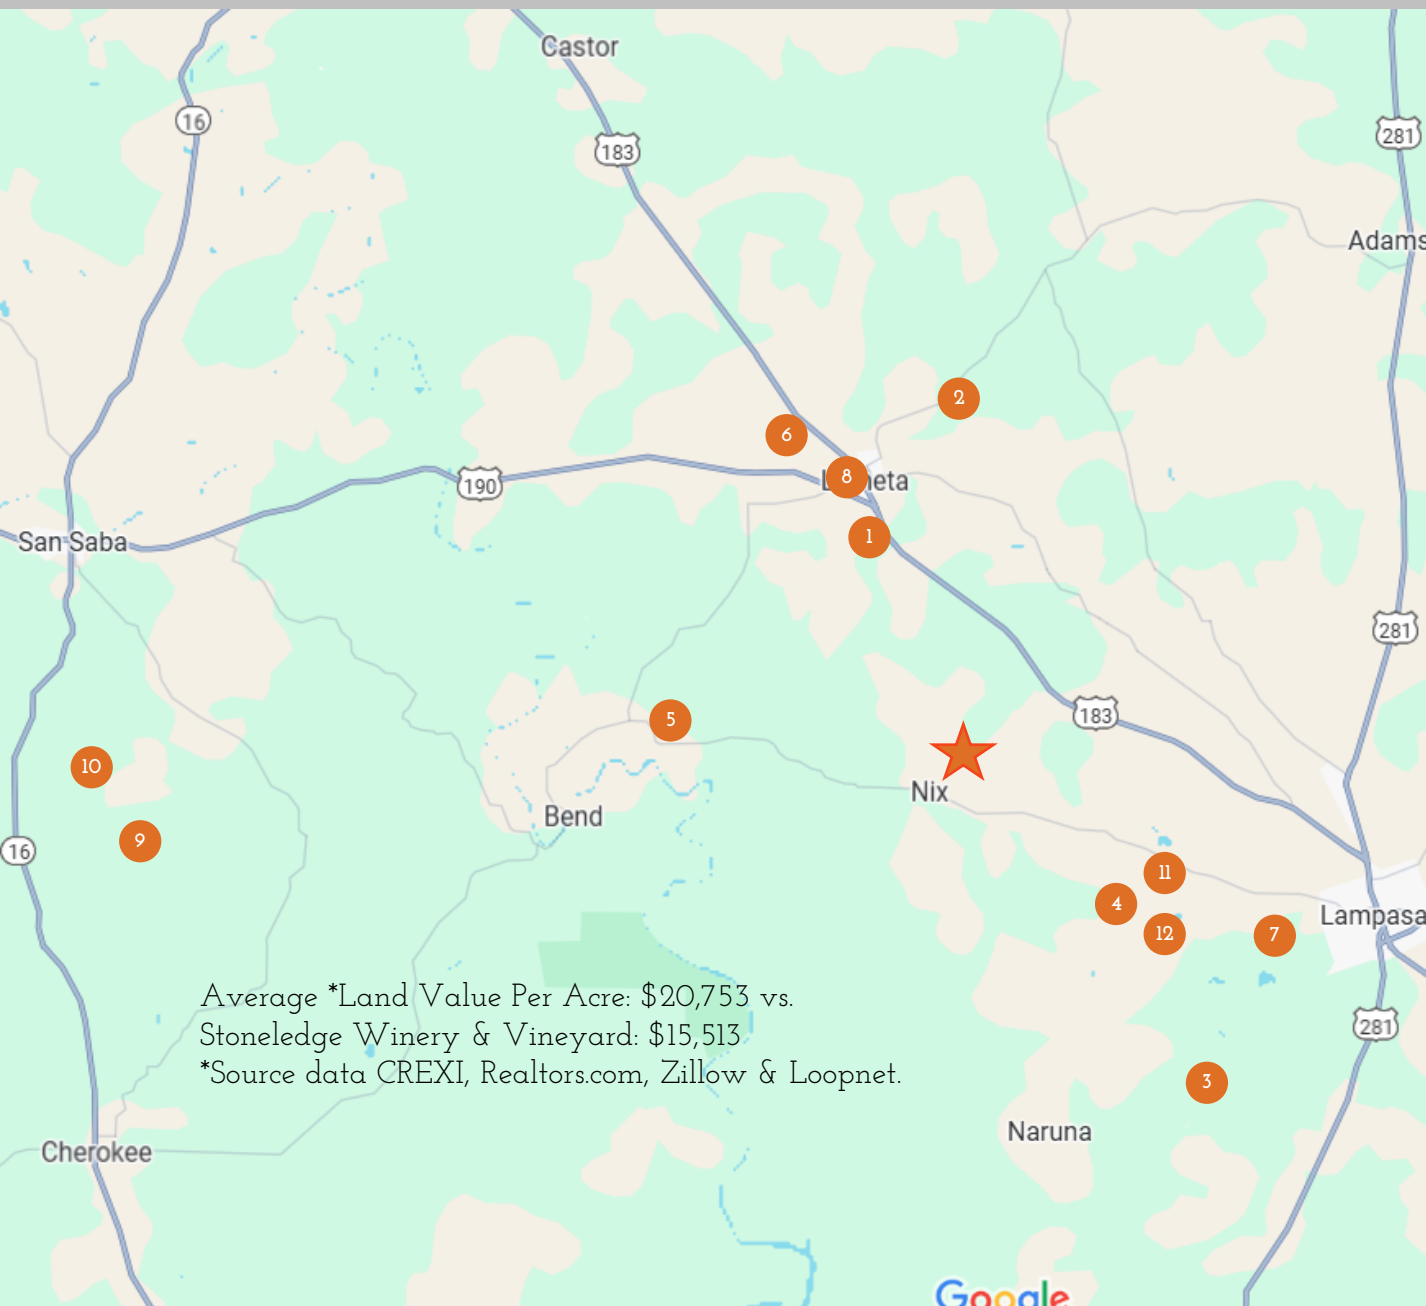 Castor
16
183
281
Adams
2
6
8
L
neta
190
1
San Saba
281
183
5
10
Nix
Bend
9
16
11
4
12
7
Lampasa
Average *Land Value Per Acre: $20,753 vs.
Stoneledge Winery & Vineyard: $15,513
*Source data CREXI, Realtors.com, Zillow & Loopnet.
281
3
Naruna
Cherokee
Google